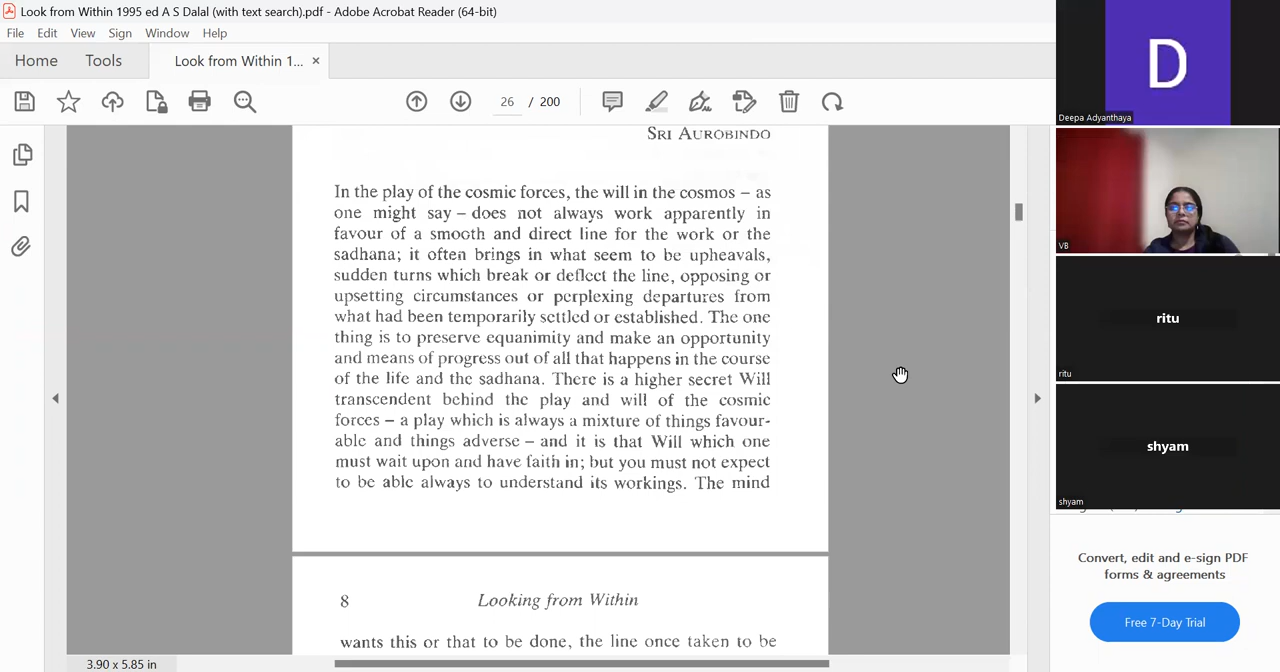 Look from Within 1995 ed A S Dalal (with text search).pdf - Adobe Acrobat Reader (64-bit)
File Edit View Sign Window Help
Home Tools Look from Within 1... ×
26 / 200
SRI AUROBINDO
In the play of the cosmic forces, the will in the cosmos – as
one might say – does not always work apparently in
favour of a smooth and direct line for the work or the
sadhana; it often brings in what seem to be upheavals,
sudden turns which break or deflect the line, opposing or
upsetting circumstances or perplexing departures from
what had been temporarily settled or established. The one
thing is to preserve equanimity and make an opportunity
and means of progress out of all that happens in the course
of the life and the sadhana. There is a higher secret Will
transcendent behind the play and will of the cosmic
forces – a play which is always a mixture of things favour-
able and things adverse – and it is that Will which one
must wait upon and have faith in; but you must not expect
to be able always to understand its workings. The mind
8 Looking from Within
wants this or that to be done, the line once taken to be
3.90 x 5.85 in
D
Deepa Adyanthaya
VB
ritu
ritu
shyam
shyam
Convert, edit and e-sign PDF
forms & agreements
Free 7-Day Trial